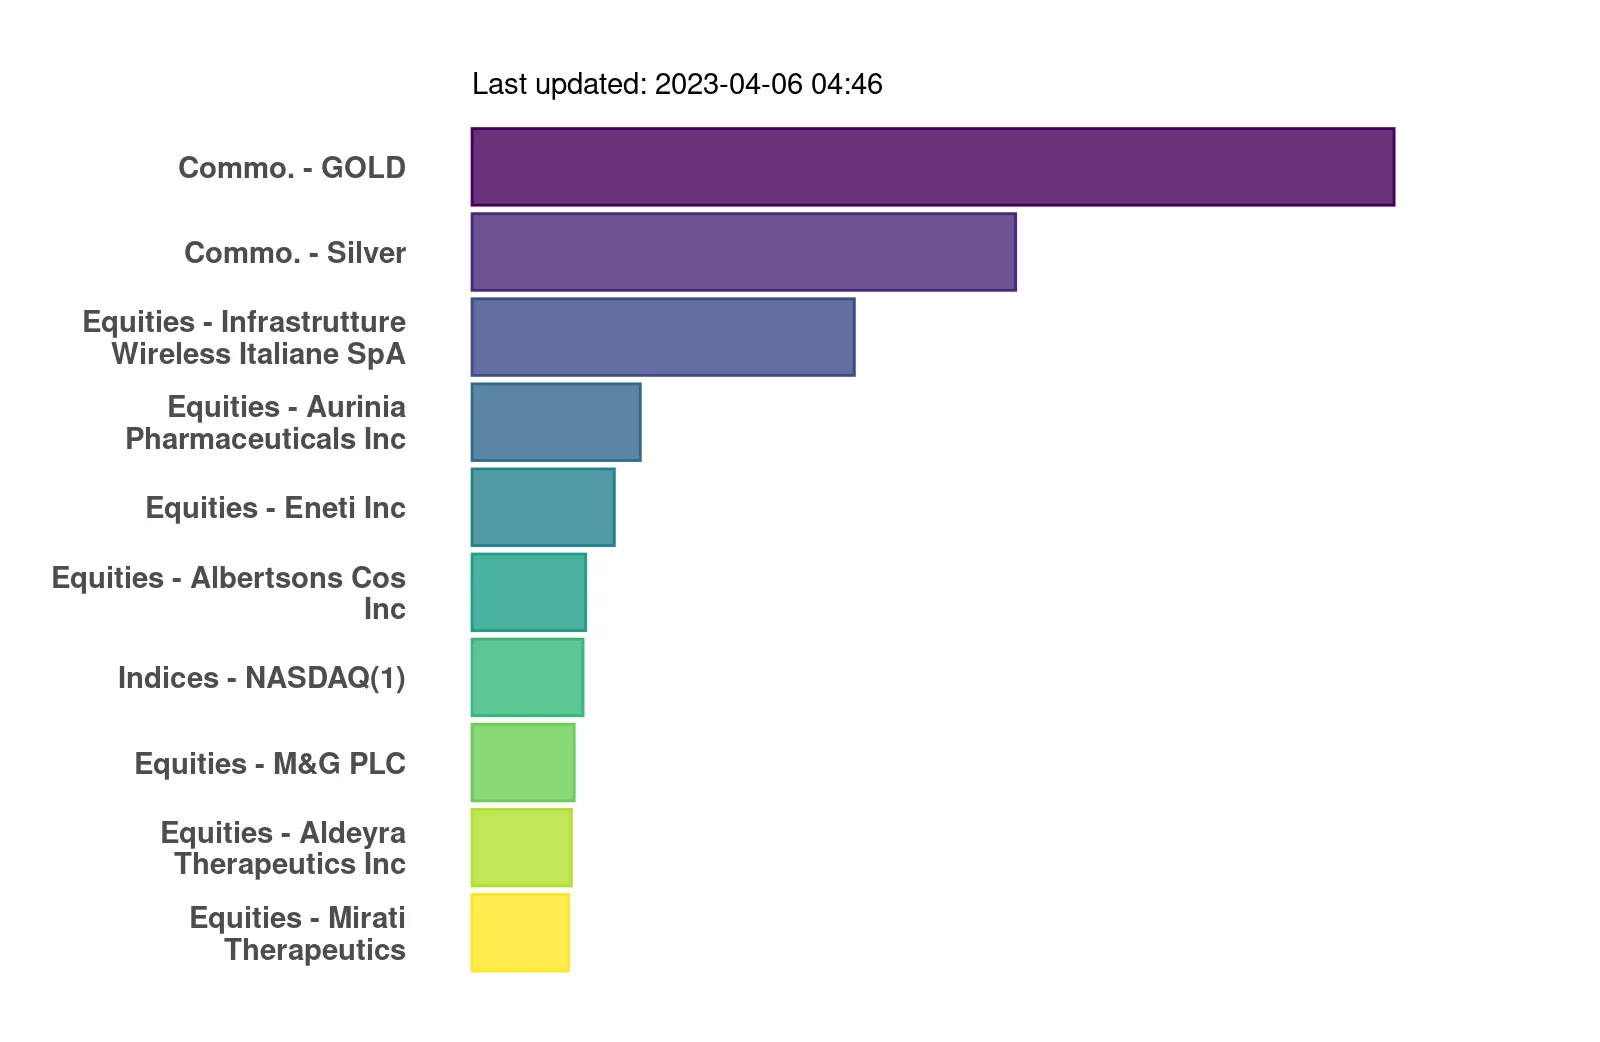 Last updated: 2023-04-06 04:46
Commo. - GOLD
Commo. - Silver
Equities - Infrastrutture
Wireless Italiane SpA
Equities - Aurinia
Pharmaceuticals Inc
Equities - Eneti Inc
Equities - Albertsons Cos
Inc
Indices - NASDAQ(1)
Equities - M&G PLC
Equities - Aldeyra
Therapeutics Inc
Equities - Mirati
Therapeutics